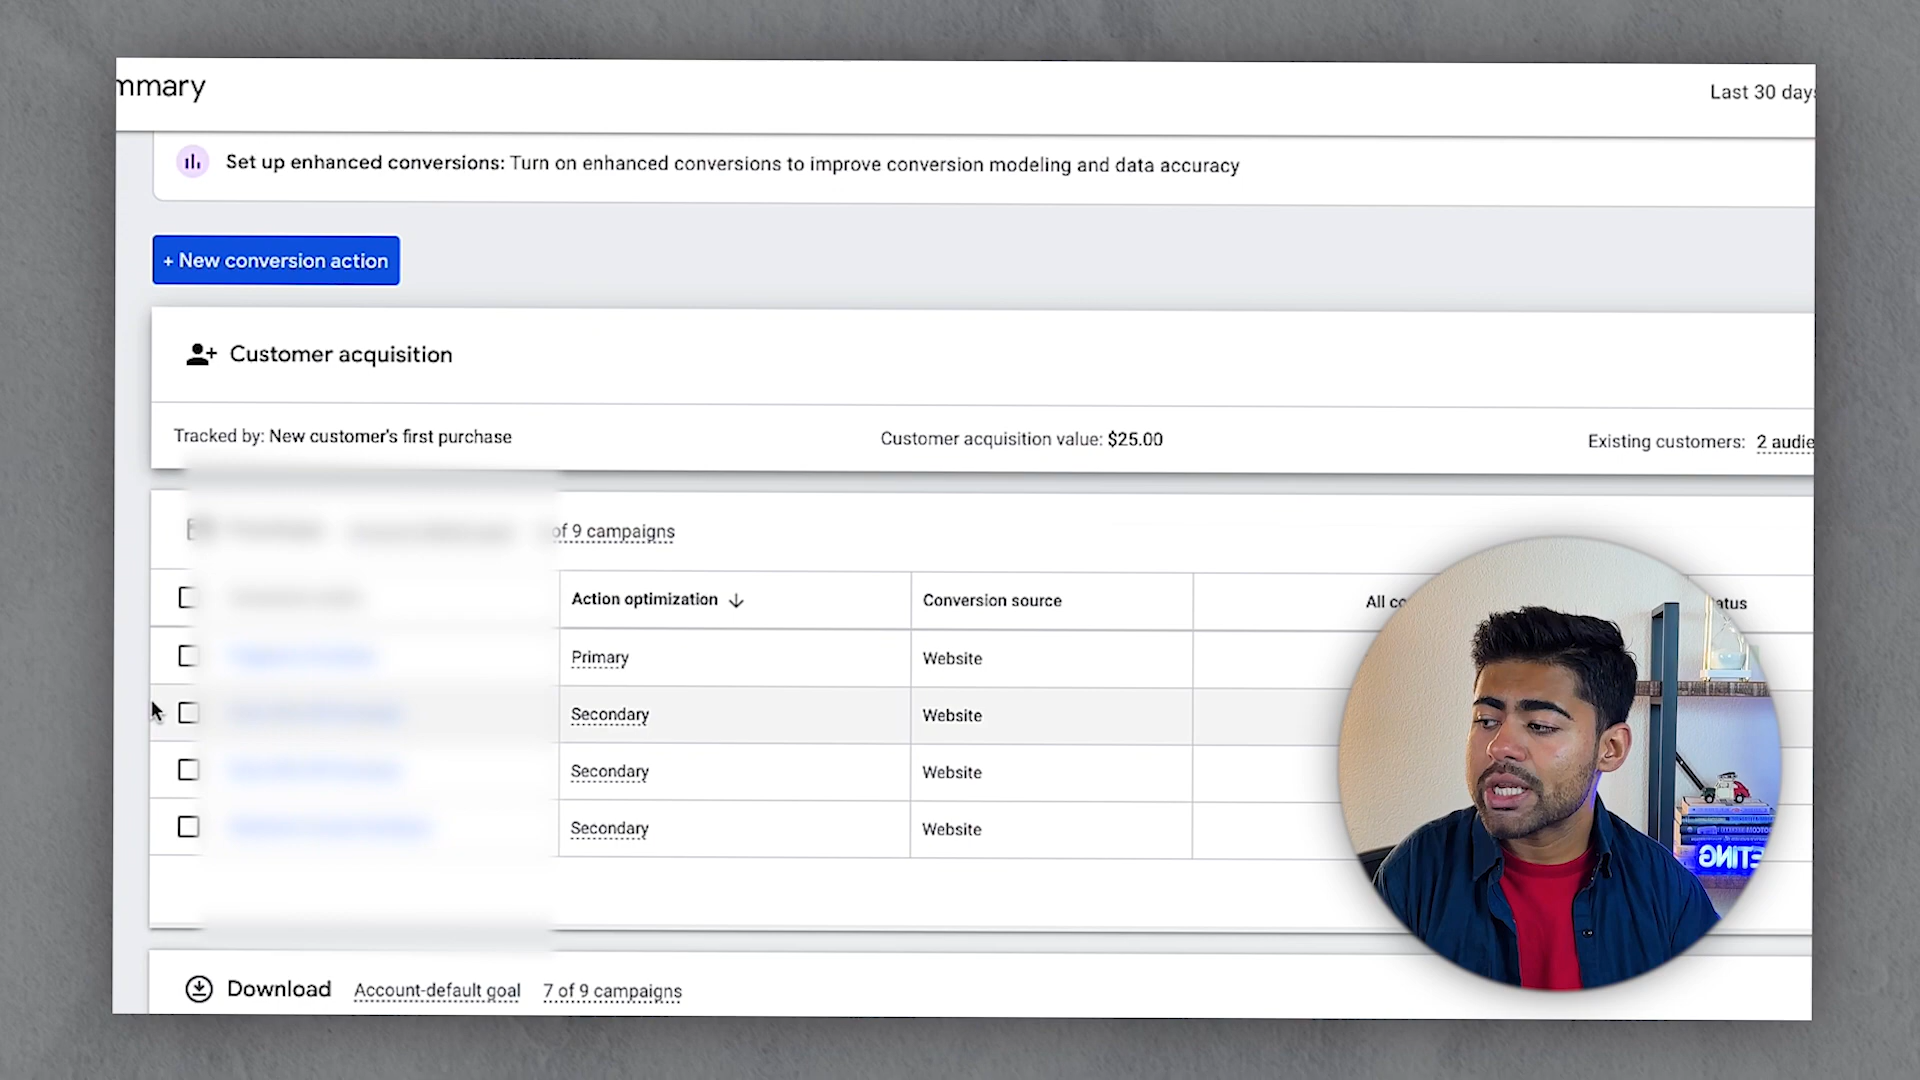 mmary
Last 30 days
Set up enhanced conversions: Turn on enhanced conversions to improve conversion modeling and data accuracy
+ New conversion action
Customer acquisition
Tracked by: New customer's first purchase
Customer acquisition value: $25.00
Existing customers: 2 audie
of 9 campaigns
Action optimization
Conversion source
All co
atus
Primary
Website
Secondary
Website
Secondary
Website
Secondary
Website
Download
Account-default goal
7 of 9 campaigns
ETING